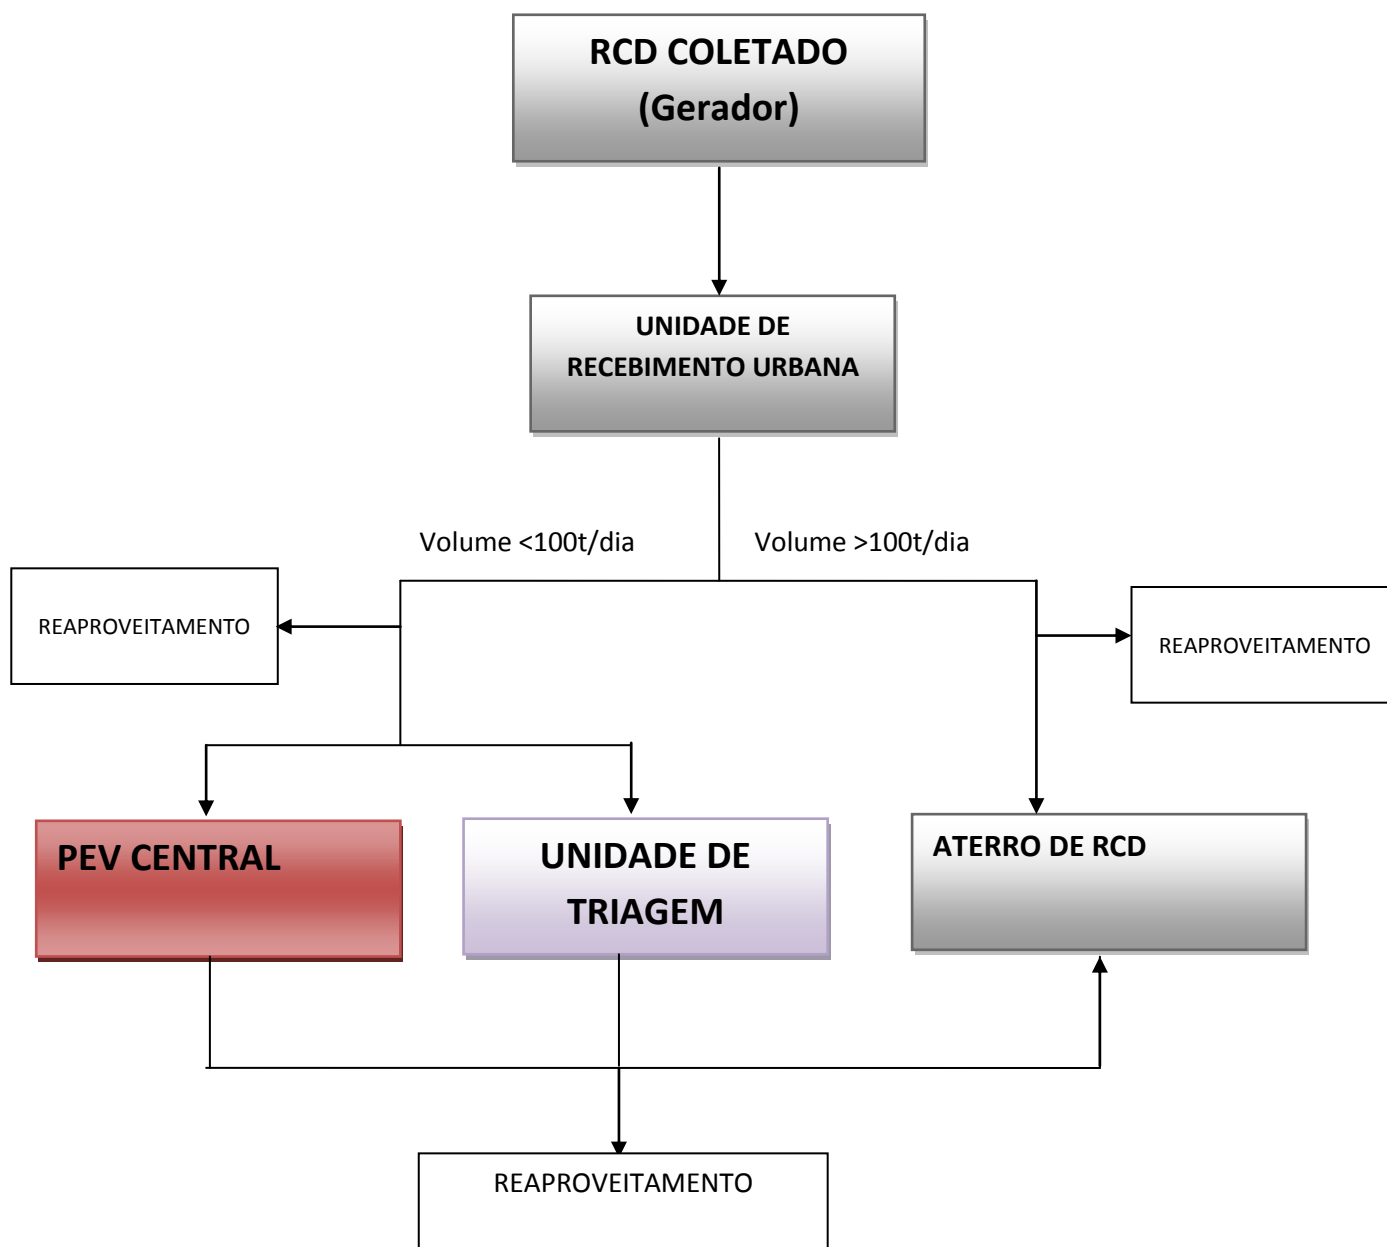 RCD COLETADO
(Gerador)
UNIDADE DE
RECEBIMENTO URBANA
Volume <100t/dia
Volume >100t/dia
REAPROVEITAMENTO
REAPROVEITAMENTO
PEV CENTRAL
UNIDADE DE
TRIAGEM
ATERRO DE RCD
REAPROVEITAMENTO